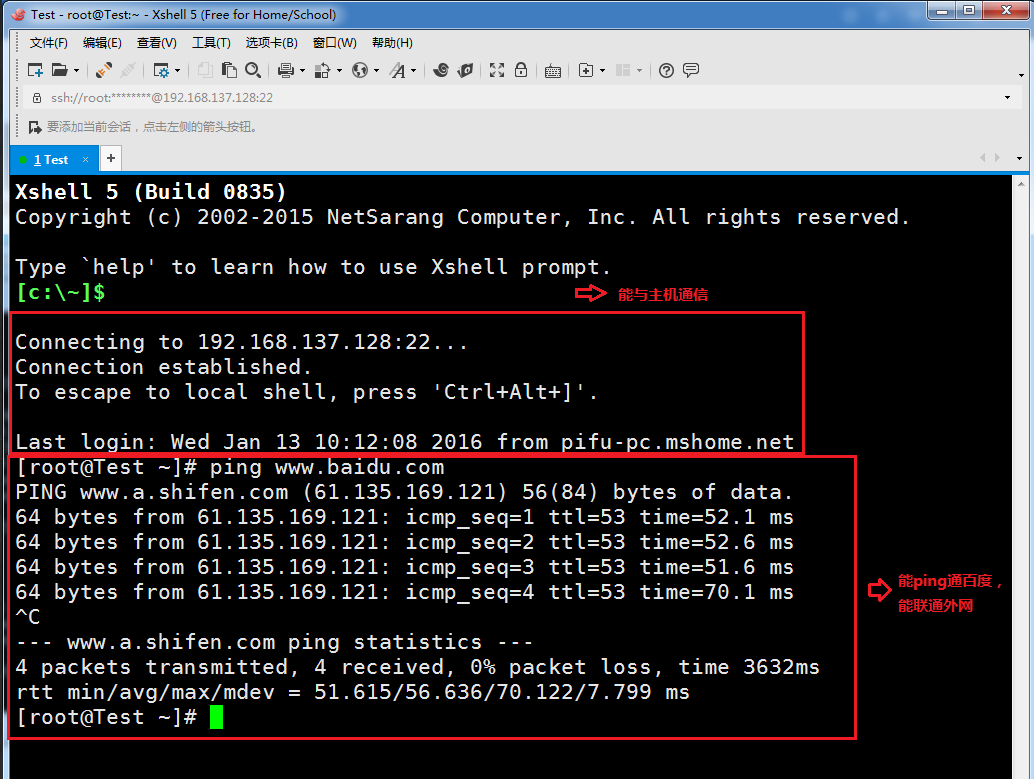 Test - root@Test:~ - Xshell 5 (Free for Home/School)
文件(F) 编辑(E) 查看(V) 工具(T) 选项卡(B) 窗口(W) 帮助(H)
ssh://root:********@192.168.137.128:22
要添加当前会话，点击左侧的箭头按钮。
1 Test × +
Xshell 5 (Build 0835)
Copyright (c) 2002-2015 NetSarang Computer, Inc. All rights reserved.
Type `help' to learn how to use Xshell prompt.
[c:\~]$
能与主机通信
Connecting to 192.168.137.128:22...
Connection established.
To escape to local shell, press 'Ctrl+Alt+]'.
Last login: Wed Jan 13 10:12:08 2016 from pifu-pc.mshome.net
[root@Test ~]# ping www.baidu.com
PING www.a.shifen.com (61.135.169.121) 56(84) bytes of data.
64 bytes from 61.135.169.121: icmp_seq=1 ttl=53 time=52.1 ms
64 bytes from 61.135.169.121: icmp_seq=2 ttl=53 time=52.6 ms
64 bytes from 61.135.169.121: icmp_seq=3 ttl=53 time=51.6 ms
64 bytes from 61.135.169.121: icmp_seq=4 ttl=53 time=70.1 ms
能ping通百度，
能联通外网
^C
--- www.a.shifen.com ping statistics ---
4 packets transmitted, 4 received, 0% packet loss, time 3632ms
rtt min/avg/max/mdev = 51.615/56.636/70.122/7.799 ms
[root@Test ~]#